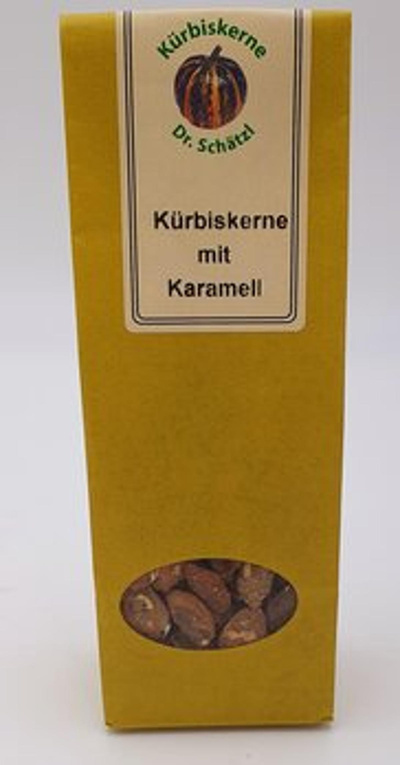 Kürbiskerne
Dr. Schätzl
Kürbiskerne
mit
Karamell